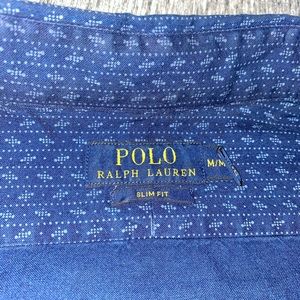 POLO
RALPH LAUREN
M/M
SLIM FIT